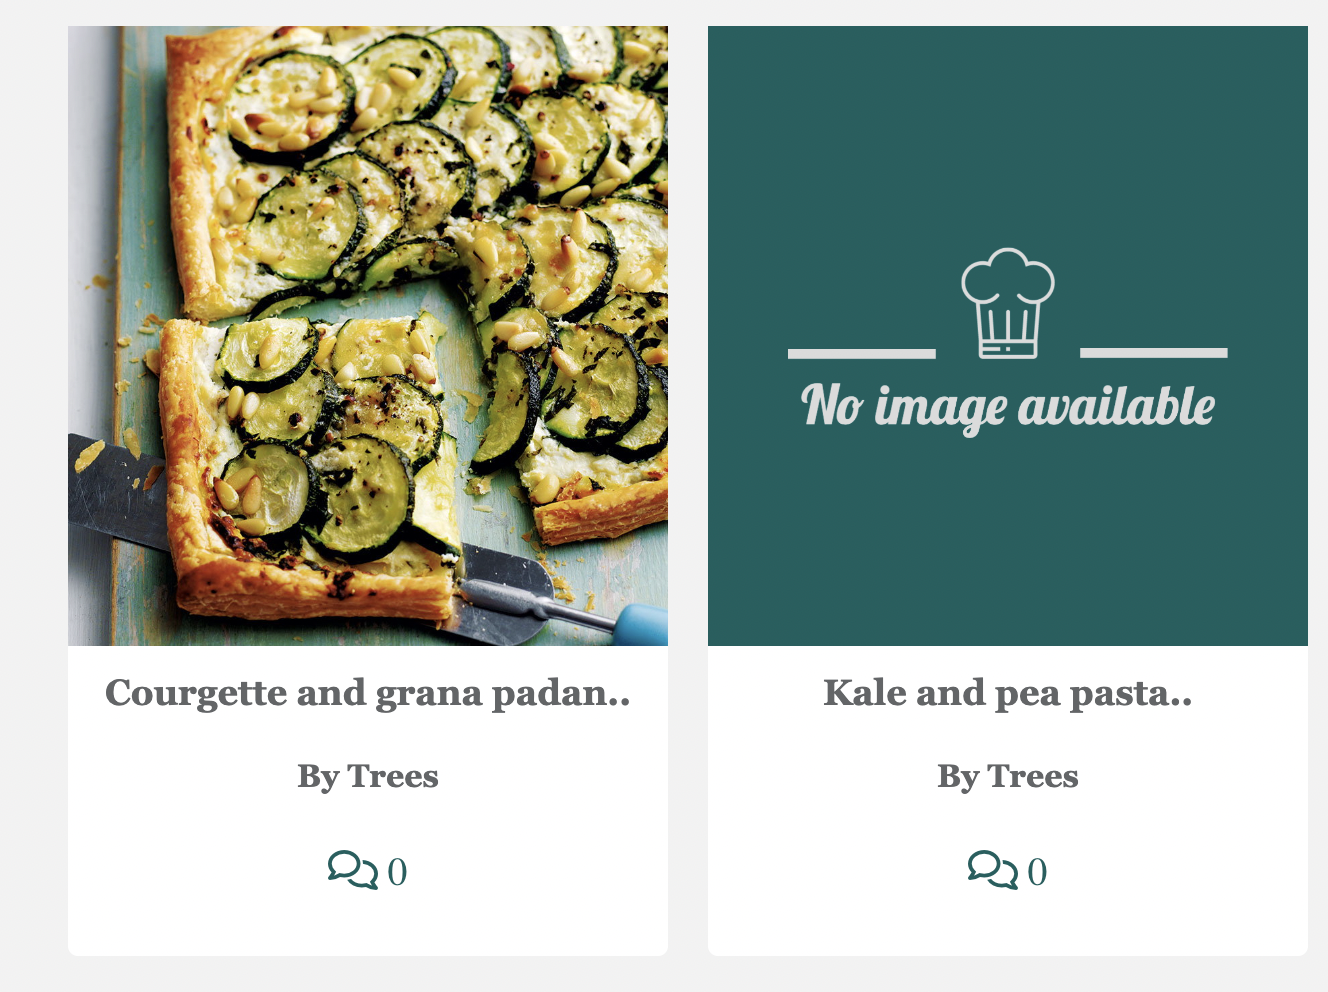 No image available
Courgette and grana padan..
Kale and pea pasta..
By Trees
By Trees
0
0